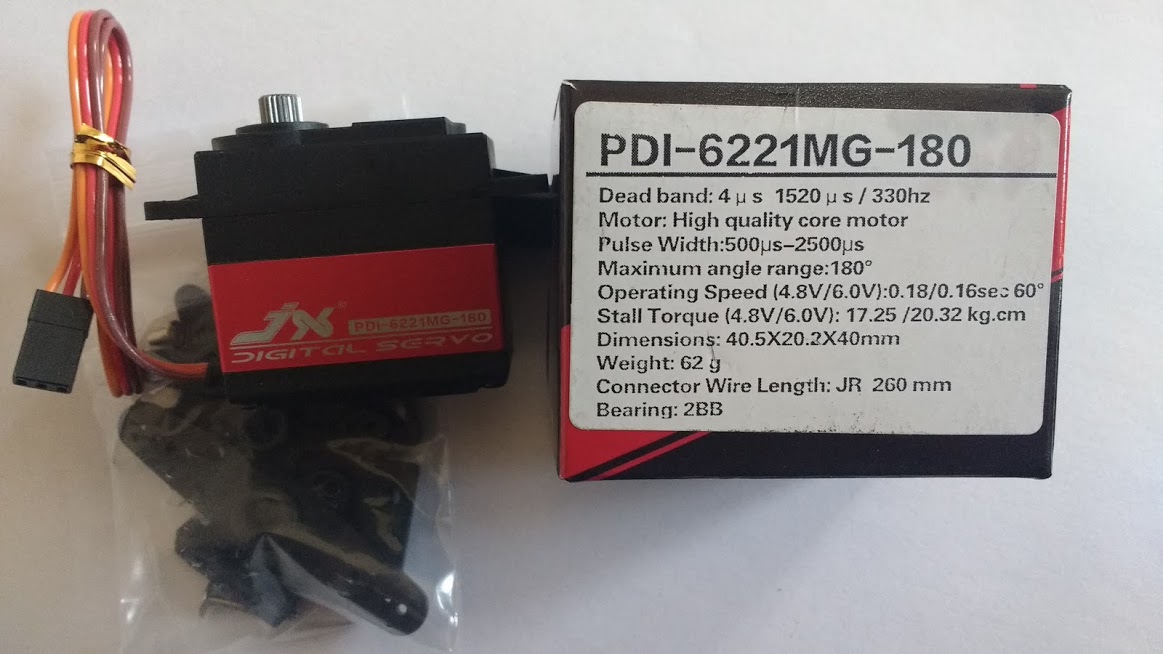 JX
PDI-6221MG-180
DIGITAL SERVO
PDI-6221MG-180
Dead band: 4μs 1520μs / 330hz
Motor: High quality core motor
Pulse Width:500μs-2500μs
Maximum angle range:180°
Operating Speed (4.8V/6.0V):0.18/0.16sec 60°
Stall Torque (4.8V/6.0V): 17.25 /20.32 kg.cm
Dimensions: 40.5X20.2X40mm
Weight: 62 g
Connector Wire Length: JR 260 mm
Bearing: 2BB